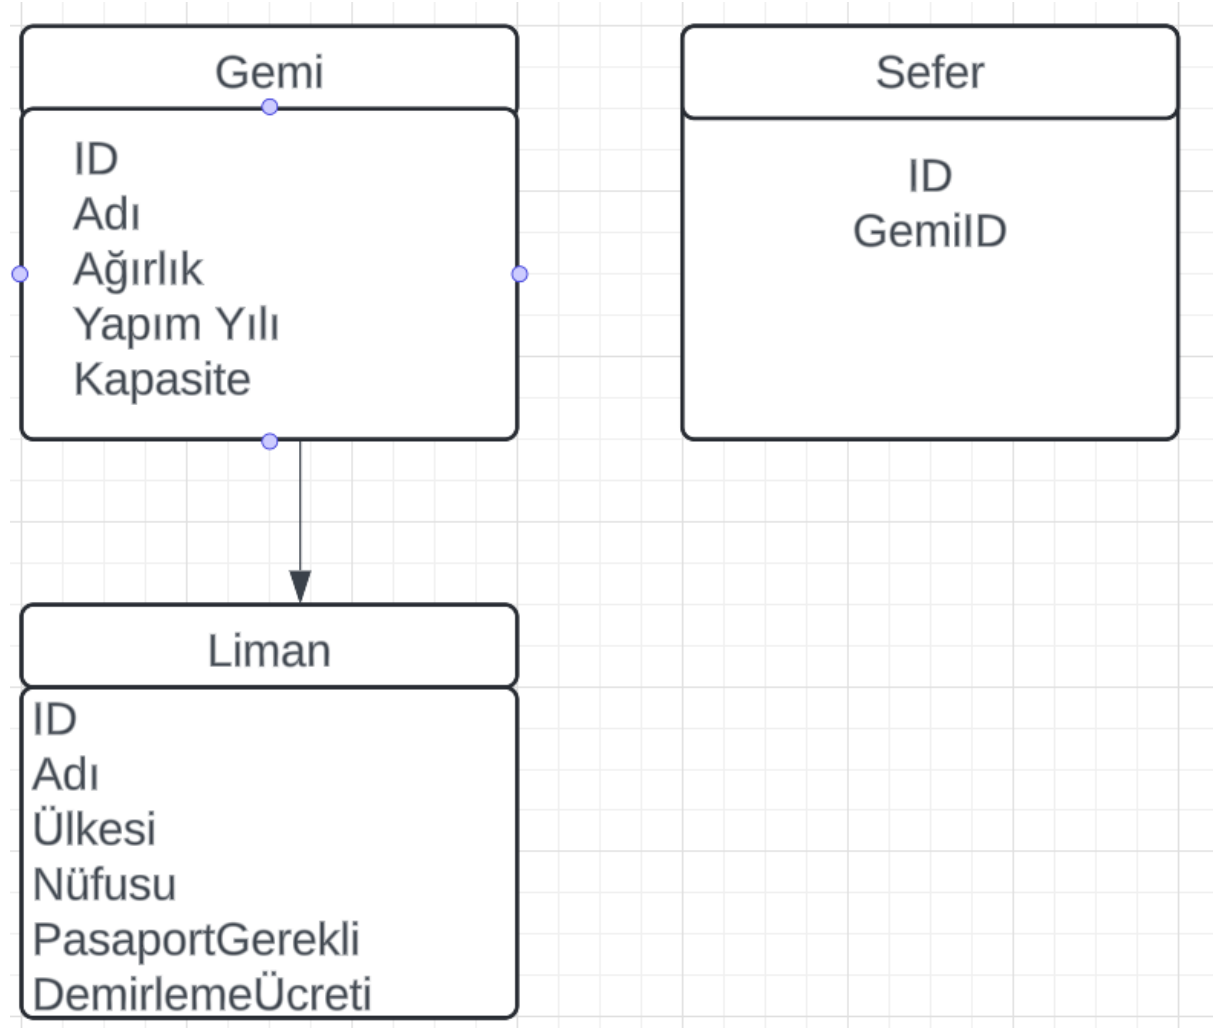 Gemi
ID
Adı
Ağırlık
Yapım Yılı
Kapasite
Sefer
ID
GemiID
Liman
ID
Adı
Ülkesi
Nüfusu
PasaportGerekli
DemirlemeÜcreti